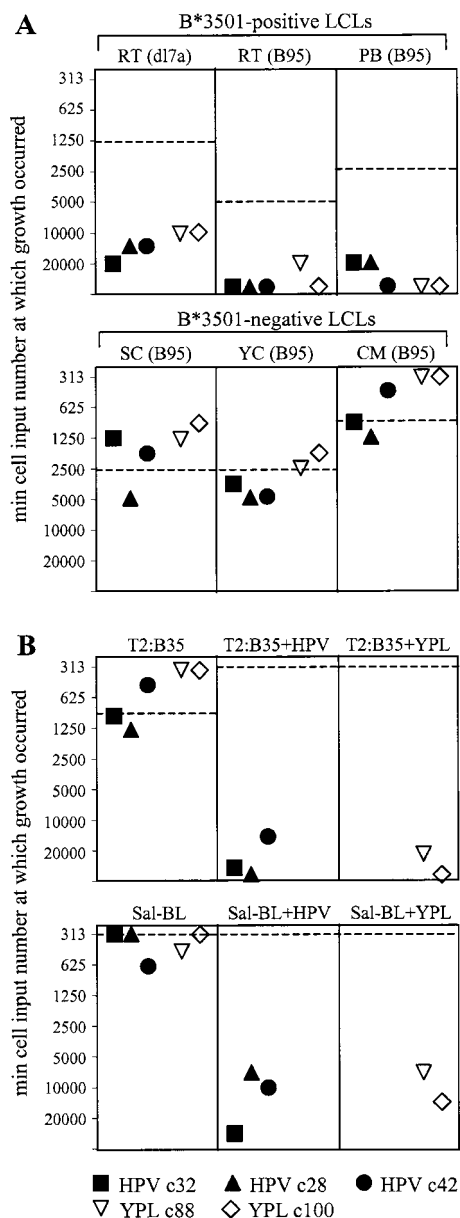 A
B*3501-positive LCLs
RT (dl7a) RT (B95) PB (B95)
313
625
1250
2500
5000
10000
20000
B*3501-negative LCLs
SC (B95) YC (B95) CM (B95)
313
625
1250
2500
5000
10000
20000
min cell input number at which growth occurred
B
T2:B35 T2:B35+HPV T2:B35+YPL
313
625
1250
2500
5000
10000
20000
Sal-BL Sal-BL+HPV Sal-BL+YPL
313
625
1250
2500
5000
10000
20000
min cell input number at which growth occurred
HPV c32 HPV c28 HPV c42
YPL c88 YPL c100